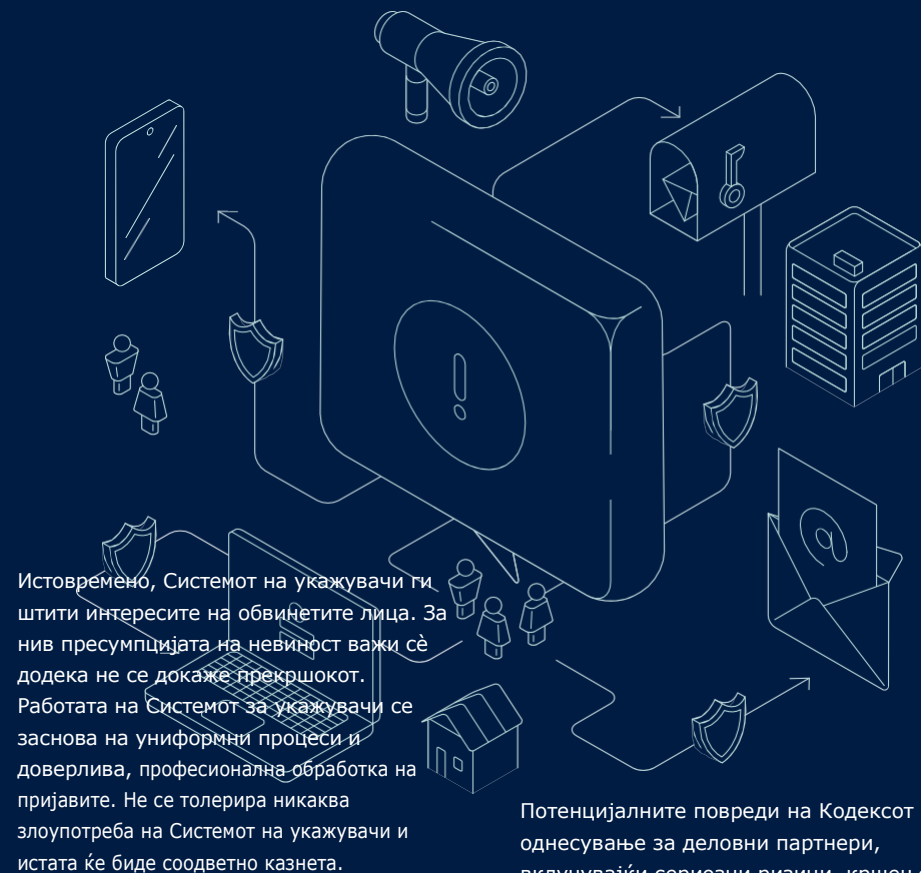 Истовремено, Системот на укажувачи ги
штити интересите на обвинетите лица. За
нив пресумпцијата на невиност важи сè
додека не се докаже прекршокот.
Работата на Системот за укажувачи се
заснова на униформни процеси и
доверлива, професионална обработка на
пријавите. Не се толерира никаква
злоупотреба на Системот на укажувачи и
истата ќе биде соодветно казнета.
Потенцијалните повреди на Кодексот
однесување за деловни партнери,
вклучувајќи сериозни ризици,